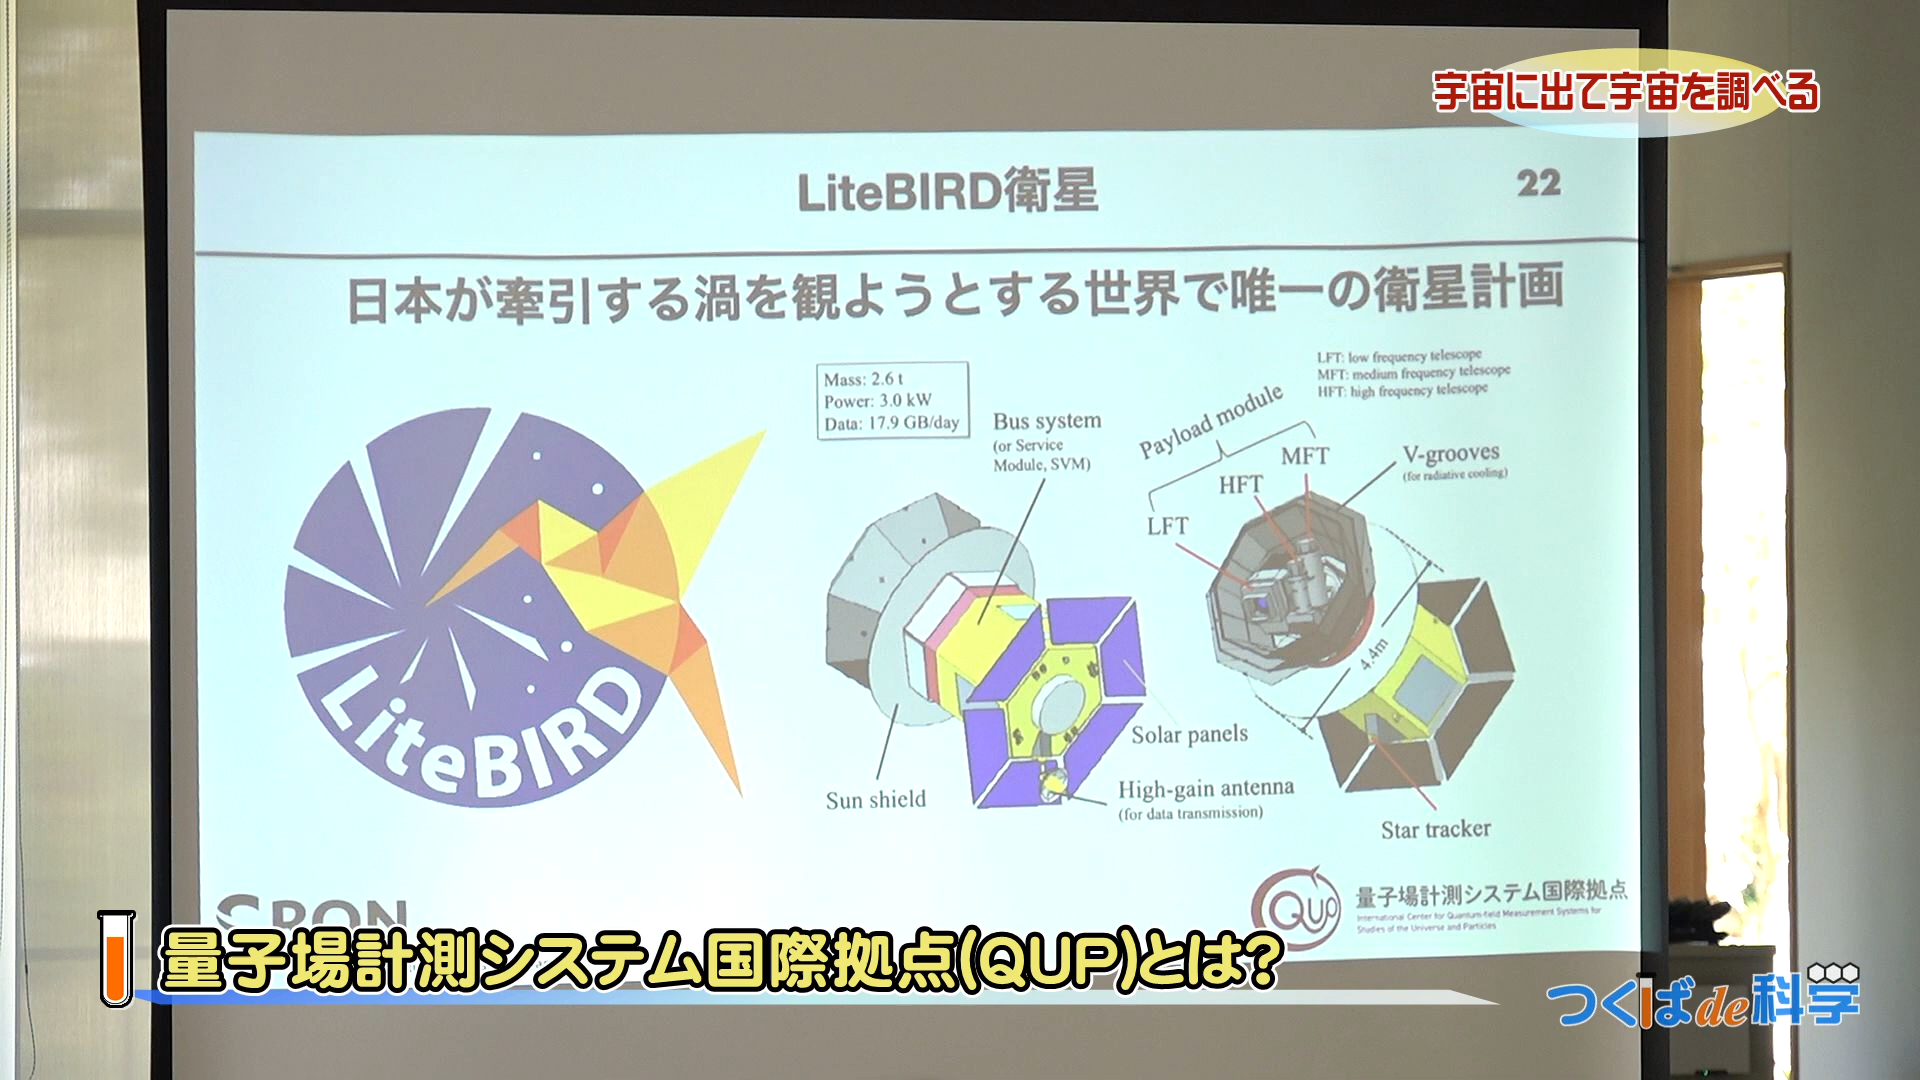 宇宙に出て宇宙を調べる
LiteBIRD衛星
22
日本が牽引する渦を観ようとする世界で唯一の衛星計画
Mass: 2.6 t
Power: 3.0 kW
Data: 17.9 GB/day
Bus system
(or Service
Module, SVM)
LFT: low frequency telescope
MFT: medium frequency telescope
HFT: high frequency telescope
Payload module
MFT
HFT
LFT
V-grooves
(for radiative cooling)
4.4m
LiteBIRD
Solar panels
Sun shield
High-gain antenna
(for data transmission)
Star tracker
QUP
量子場計測システム国際拠点
International Center for Quantum-field Measurement Systems for
Studies of the Universe and Particles
量子場計測システム国際拠点(QUP)とは?
つくばde科学